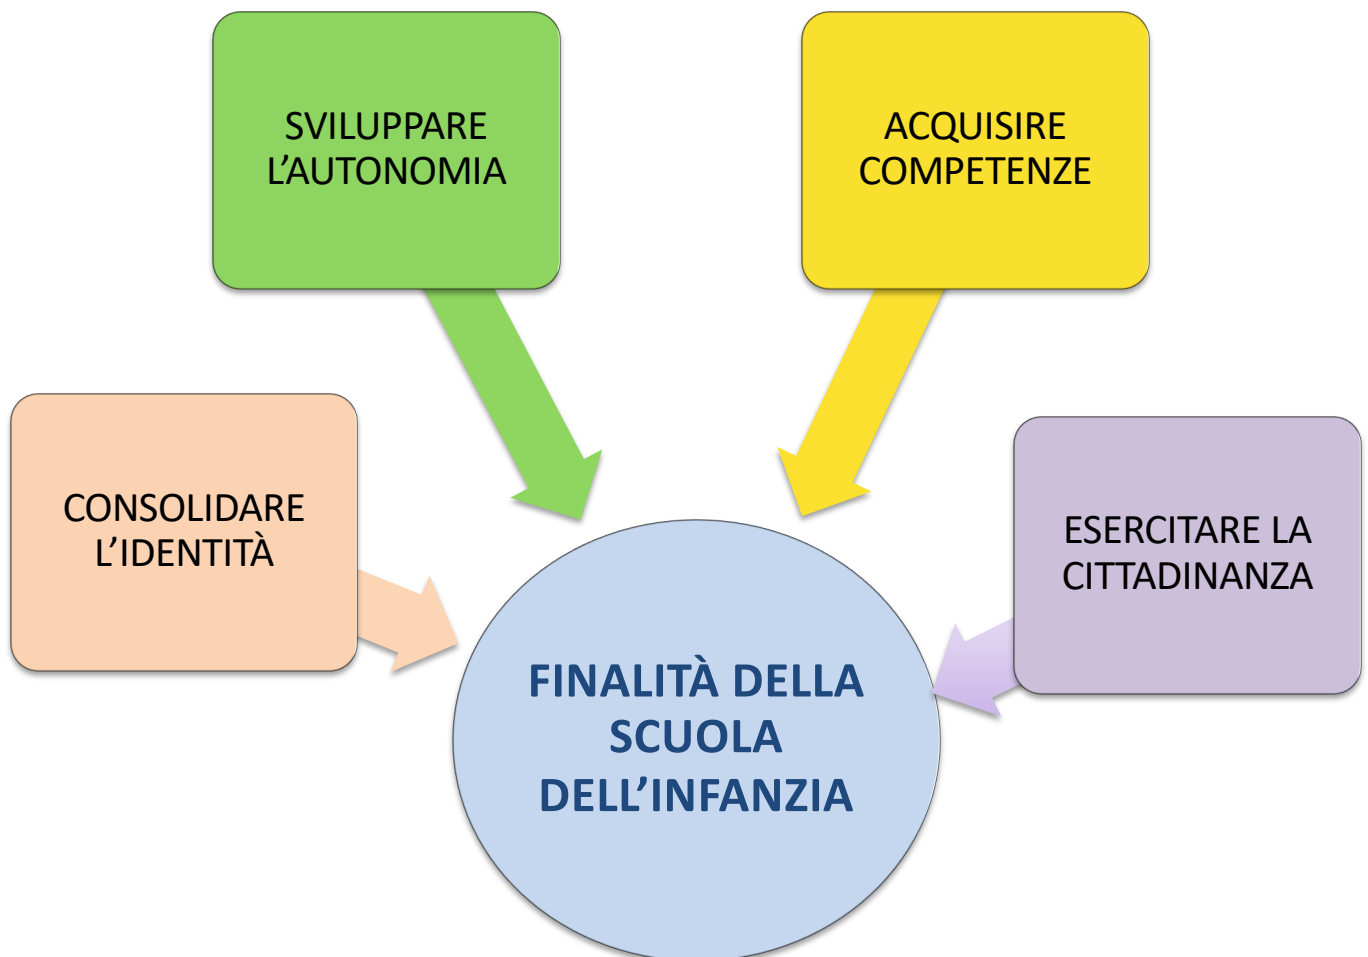 SVILUPPARE
L’AUTONOMIA
ACQUISIRE
COMPETENZE
CONSOLIDARE
L’IDENTITÀ
ESERCITARE LA
CITTADINANZA
FINALITÀ DELLA
SCUOLA
DELL’INFANZIA